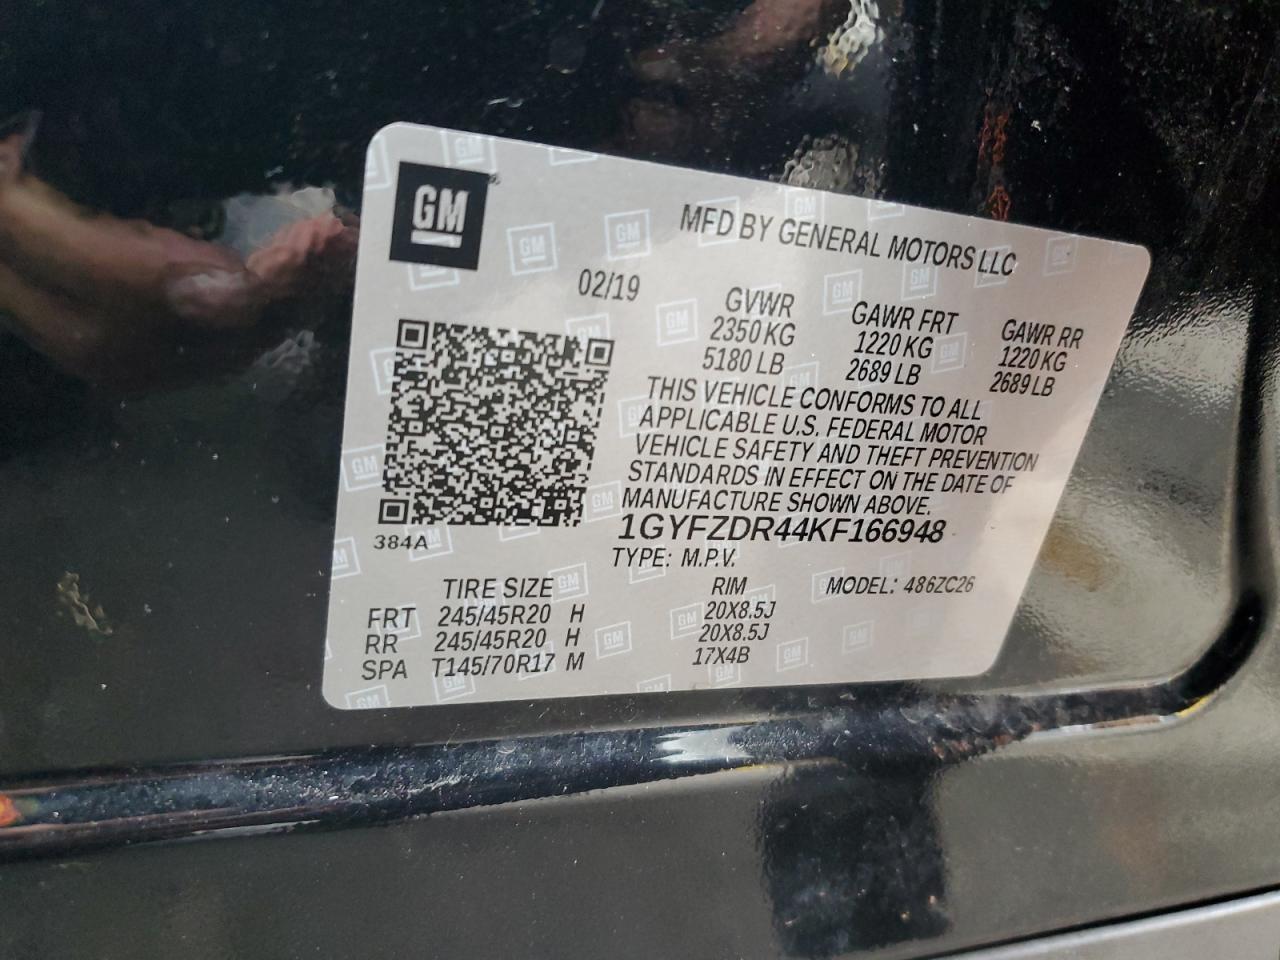 GM
MFD BY GENERAL MOTORS LLC
02/19
GVWR GAWR FRT GAWR RR
2350 KG 1220 KG 1220 KG
5180 LB 2689 LB 2689 LB
THIS VEHICLE CONFORMS TO ALL
APPLICABLE U.S. FEDERAL MOTOR
VEHICLE SAFETY AND THEFT PREVENTION
STANDARDS IN EFFECT ON THE DATE OF
MANUFACTURE SHOWN ABOVE.
384A
1GYFZDR44KF166948
TYPE: M.P.V.
TIRE SIZE RIM MODEL: 486ZC26
FRT 245/45R20 H 20X8.5J
RR 245/45R20 H 20X8.5J
SPA T145/70R17 M 17X4B